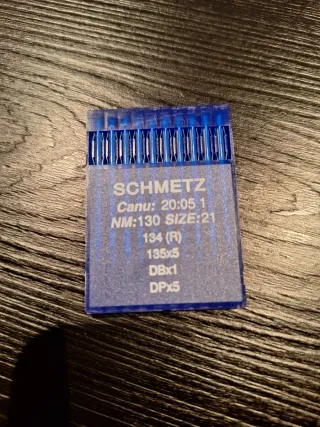 SCHMETZ
Canu: 20:05 1
NM:130 SIZE:21
134 (R)
135x5
DBx1
DPx5